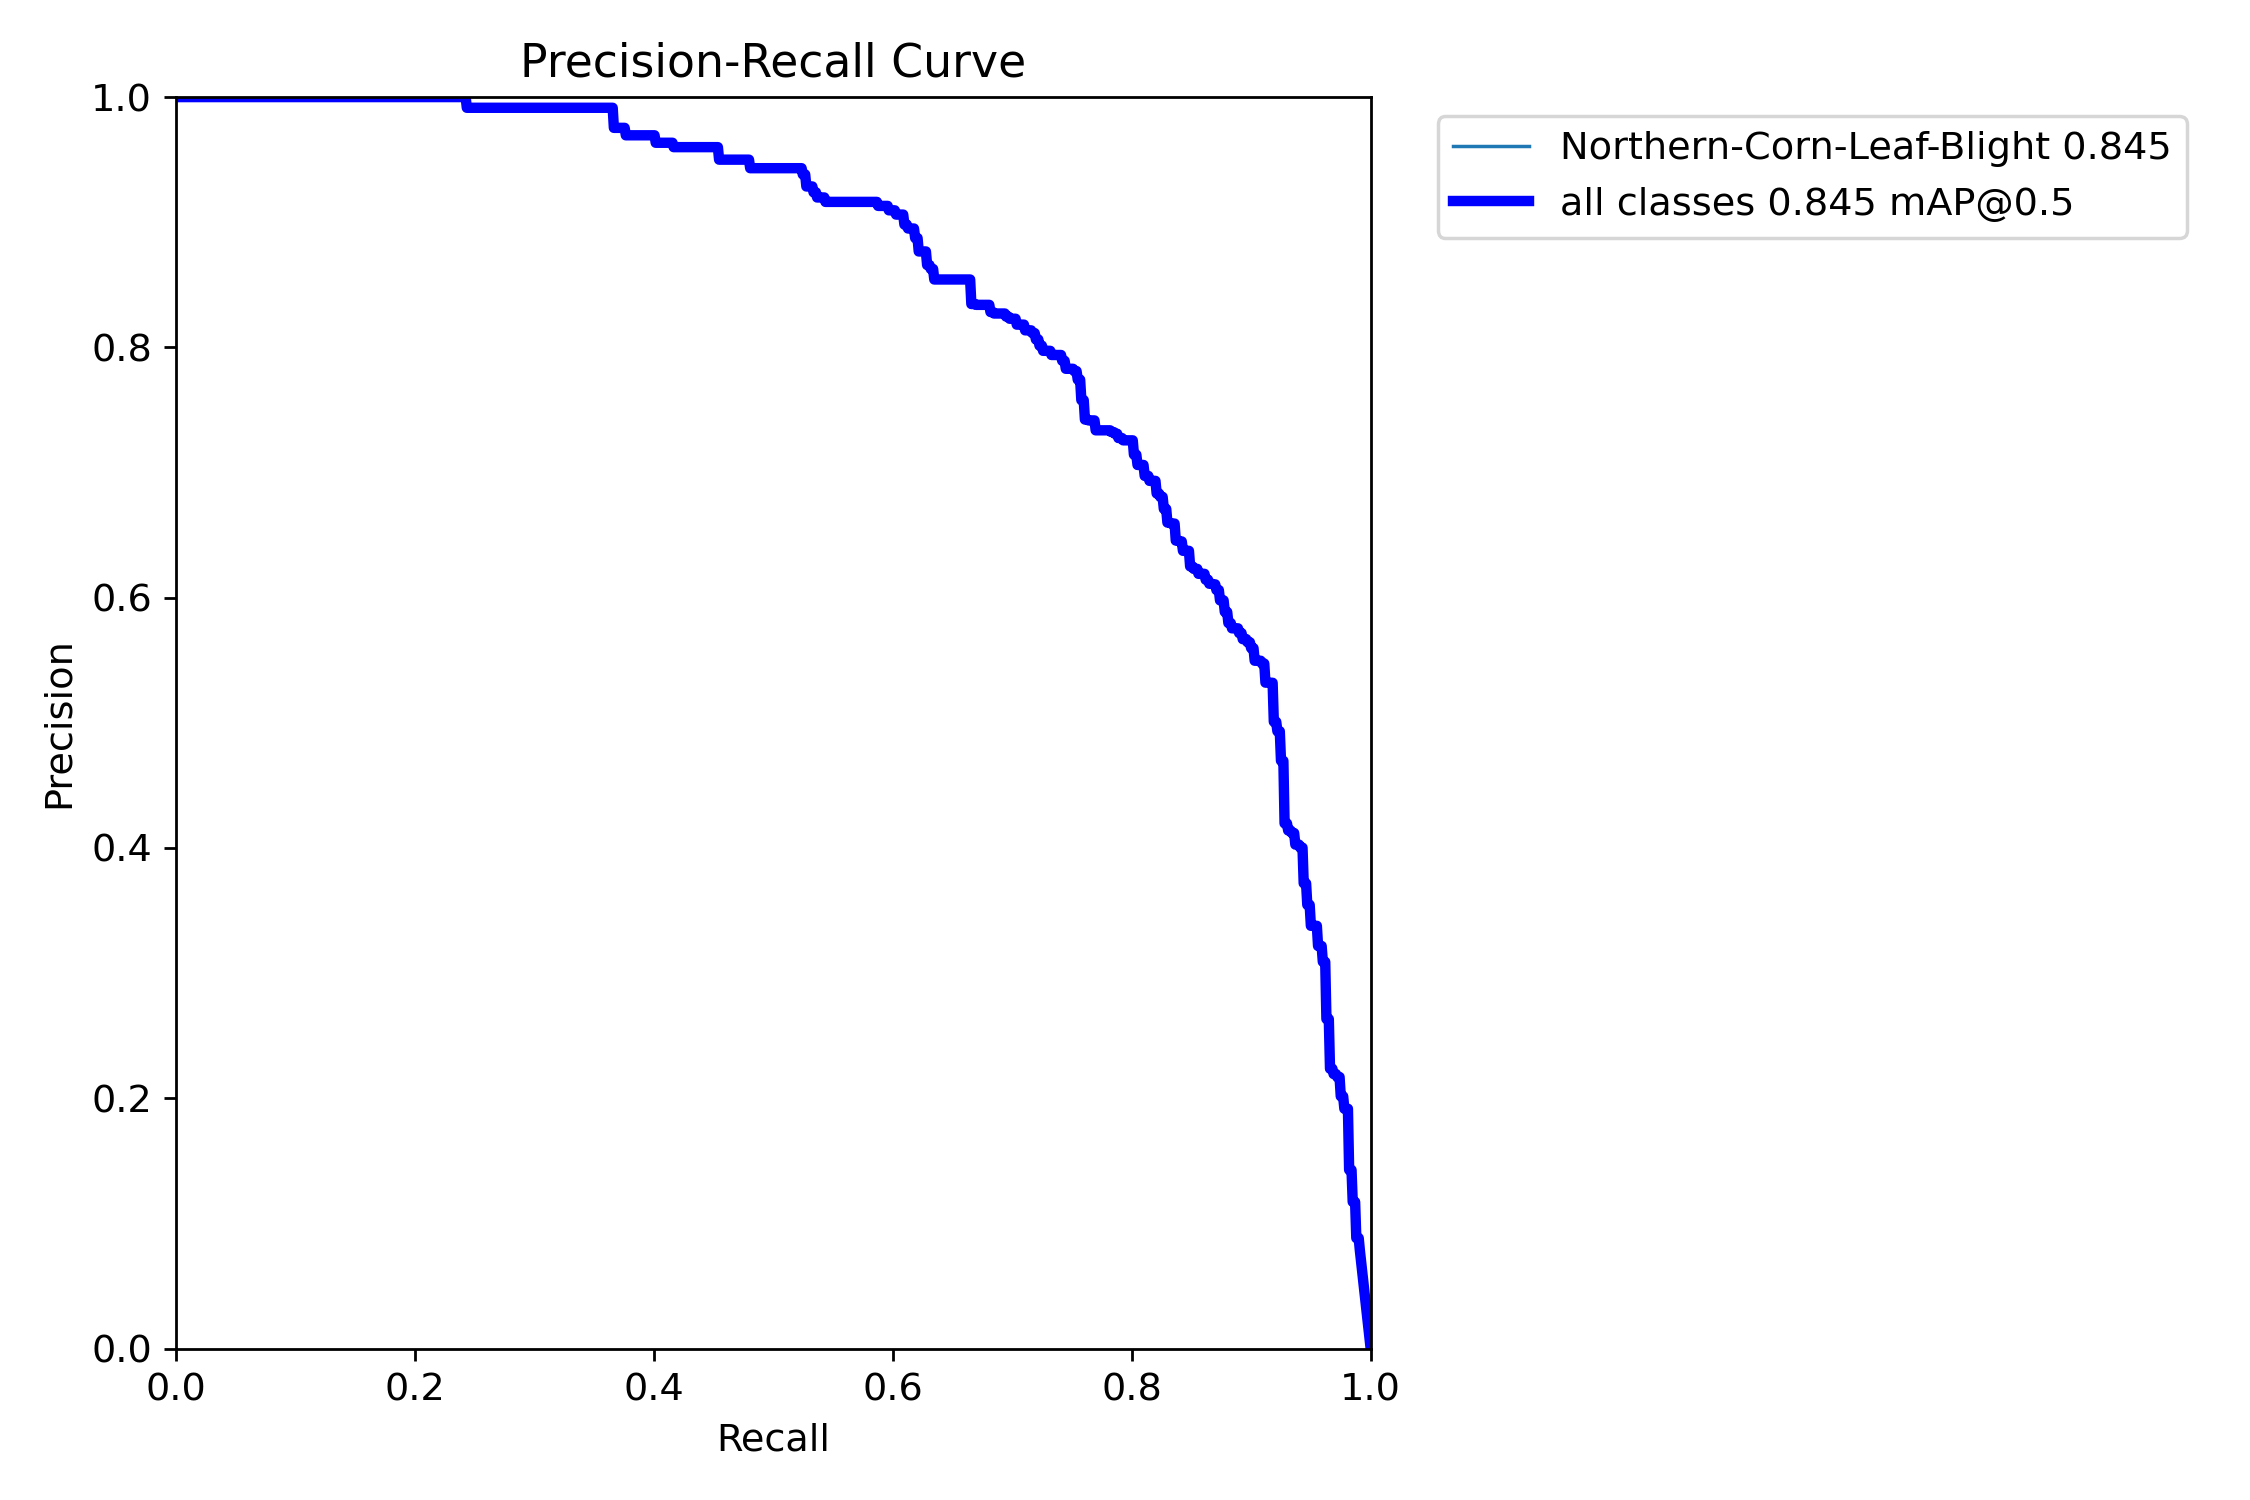 Precision-Recall Curve
Northern-Corn-Leaf-Blight 0.845
all classes 0.845 mAP@0.5
1.0
0.8
0.6
0.4
0.2
0.0
Precision
0.0 0.2 0.4 0.6 0.8 1.0
Recall